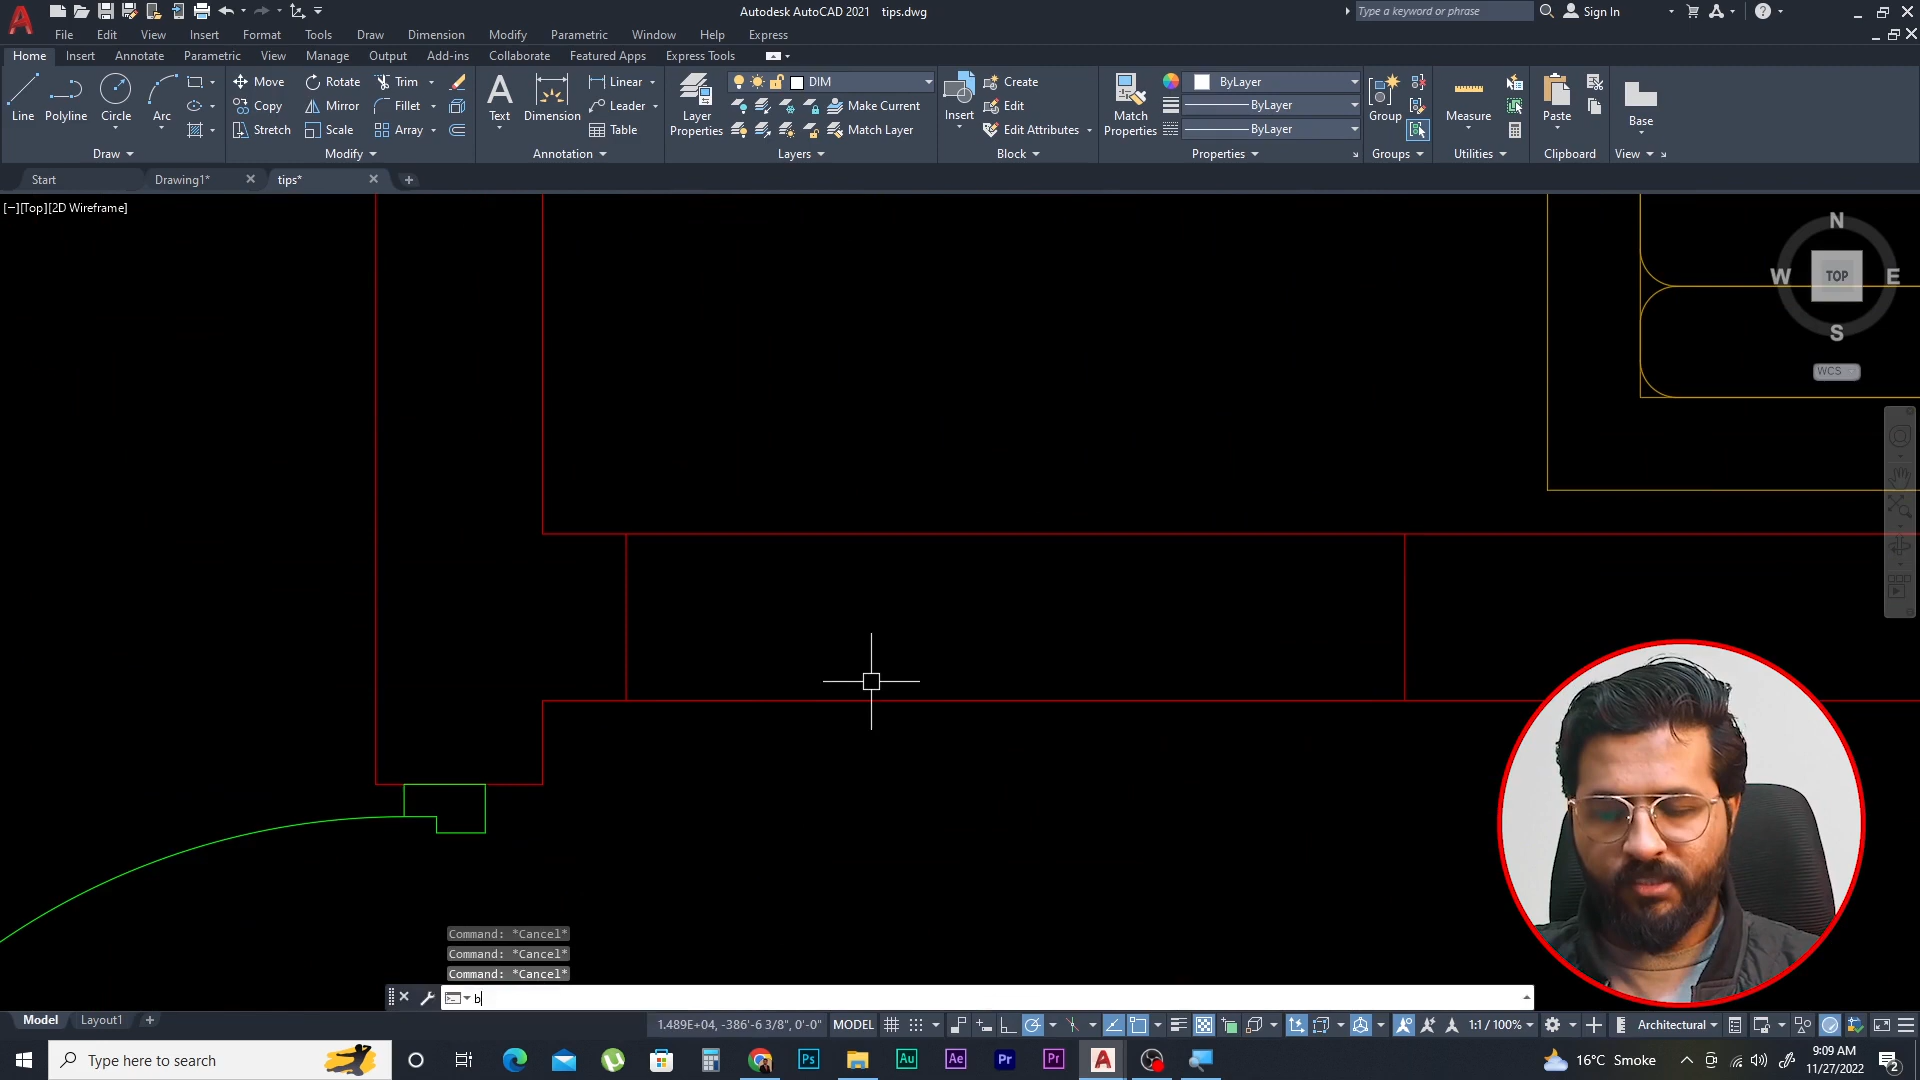 Autodesk AutoCAD 2021 tips.dwg
Type a keyword or phrase
Sign In
File Edit View Insert Format Tools Draw Dimension Modify Parametric Window Help Express
Home Insert Annotate Parametric View Manage Output Add-ins Collaborate Featured Apps Express Tools
Line Polyline Circle Arc
Draw
Move Rotate Trim
Copy Mirror Fillet
Stretch Scale Array
Modify
Text Dimension
Linear
Leader
Table
Annotation
Layer Properties
DIM
Make Current
Match Layer
Layers
Insert
Create
Edit
Edit Attributes
Block
Match Properties
ByLayer
ByLayer
ByLayer
Properties
Group
Groups
Measure
Utilities
Paste
Clipboard
Base
View
Start Drawing1* tips*
[−][Top][2D Wireframe]
N
W TOP E
S
WCS
Command: *Cancel*
Command: *Cancel*
Command: *Cancel*
b
Model Layout1
1.489E+04, -386'-6 3/8", 0'-0" MODEL
1:1 / 100%
Architectural
Type here to search
Ps Au Ae Pr Pr A
16°C Smoke
9:09 AM
11/27/2022
2